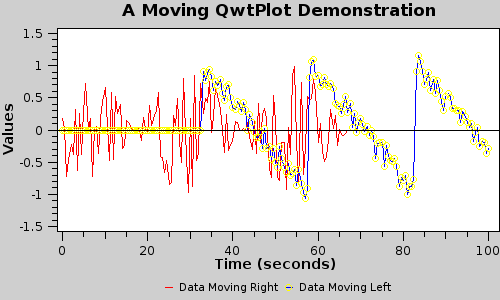 A Moving QwtPlot Demonstration
1.5
1
0.5
0
-0.5
-1
-1.5
Values
0 20 40 60 80 100
Time (seconds)
Data Moving Right Data Moving Left